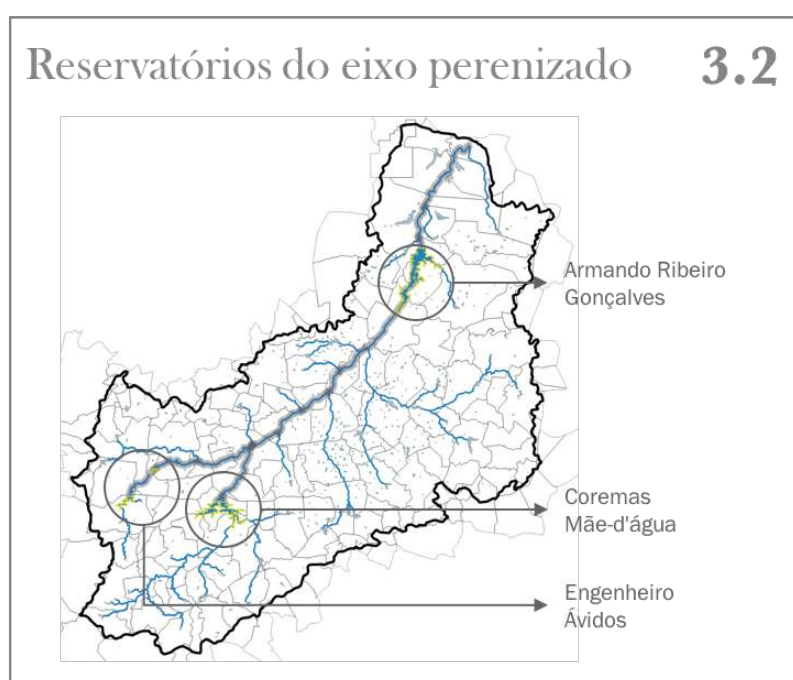 Reservatórios do eixo perenizado 3.2
Armando Ribeiro
Gonçalves
Coremas
Mãe-d'água
Engenheiro
Ávidos